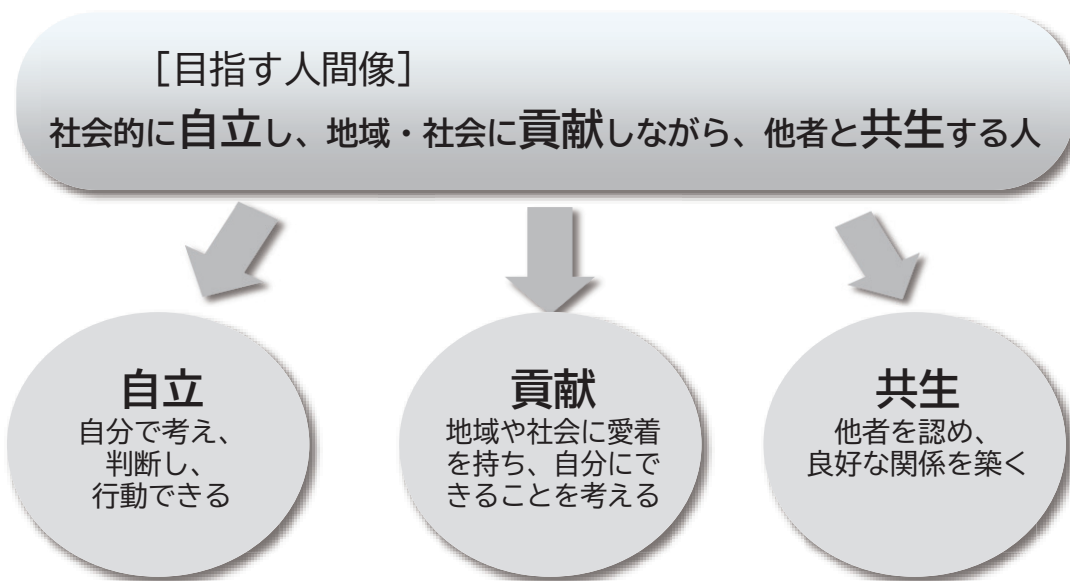 ［目指す人間像］
社会的に自立し、地域・社会に貢献しながら、他者と共生する人
自立
自分で考え、
判断し、
行動できる
貢献
地域や社会に愛着
を持ち、自分にで
きることを考える
共生
他者を認め、
良好な関係を築く